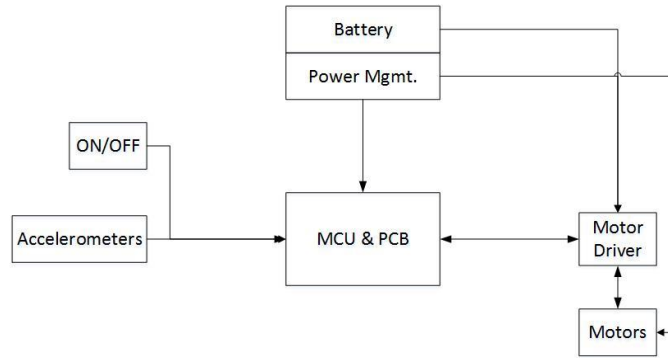 Battery
Power Mgmt.
ON/OFF
Accelerometers
MCU & PCB
Motor
Driver
Motors